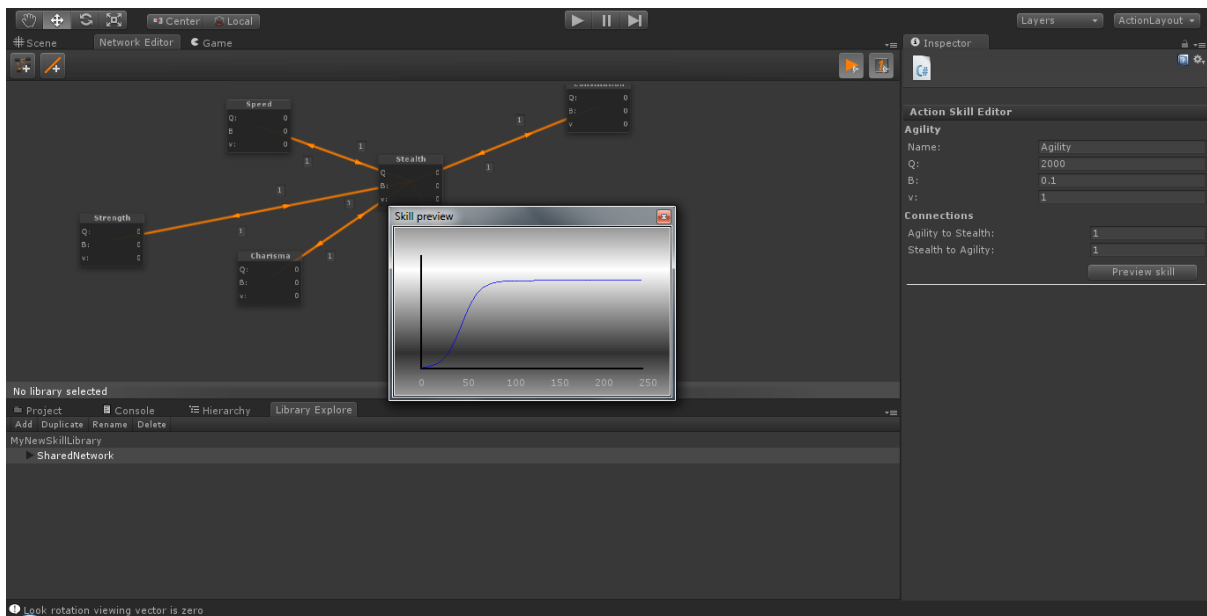 Center Local Layers ActionLayout
Scene Network Editor Game Inspector
Speed
Q: 0
B 0
v: 0
Constitution
Q: 0
B: 0
v 0
1
1
1
1
Stealth
Q 0
B: 0
v: 0
1
1
3
1
Strength
Q: 0
B: 0
v: 0
Charisma
Q: 0
B: 0
v: 0
Skill preview
0 50 100 150 200 250
C#
Action Skill Editor
Agility
Name: Agility
Q: 2000
B: 0.1
v: 1
Connections
Agility to Stealth: 1
Stealth to Agility: 1
Preview skill
No library selected
Project Console Hierarchy Library Explore
Add Duplicate Rename Delete
MyNewSkillLibrary
SharedNetwork
Look rotation viewing vector is zero